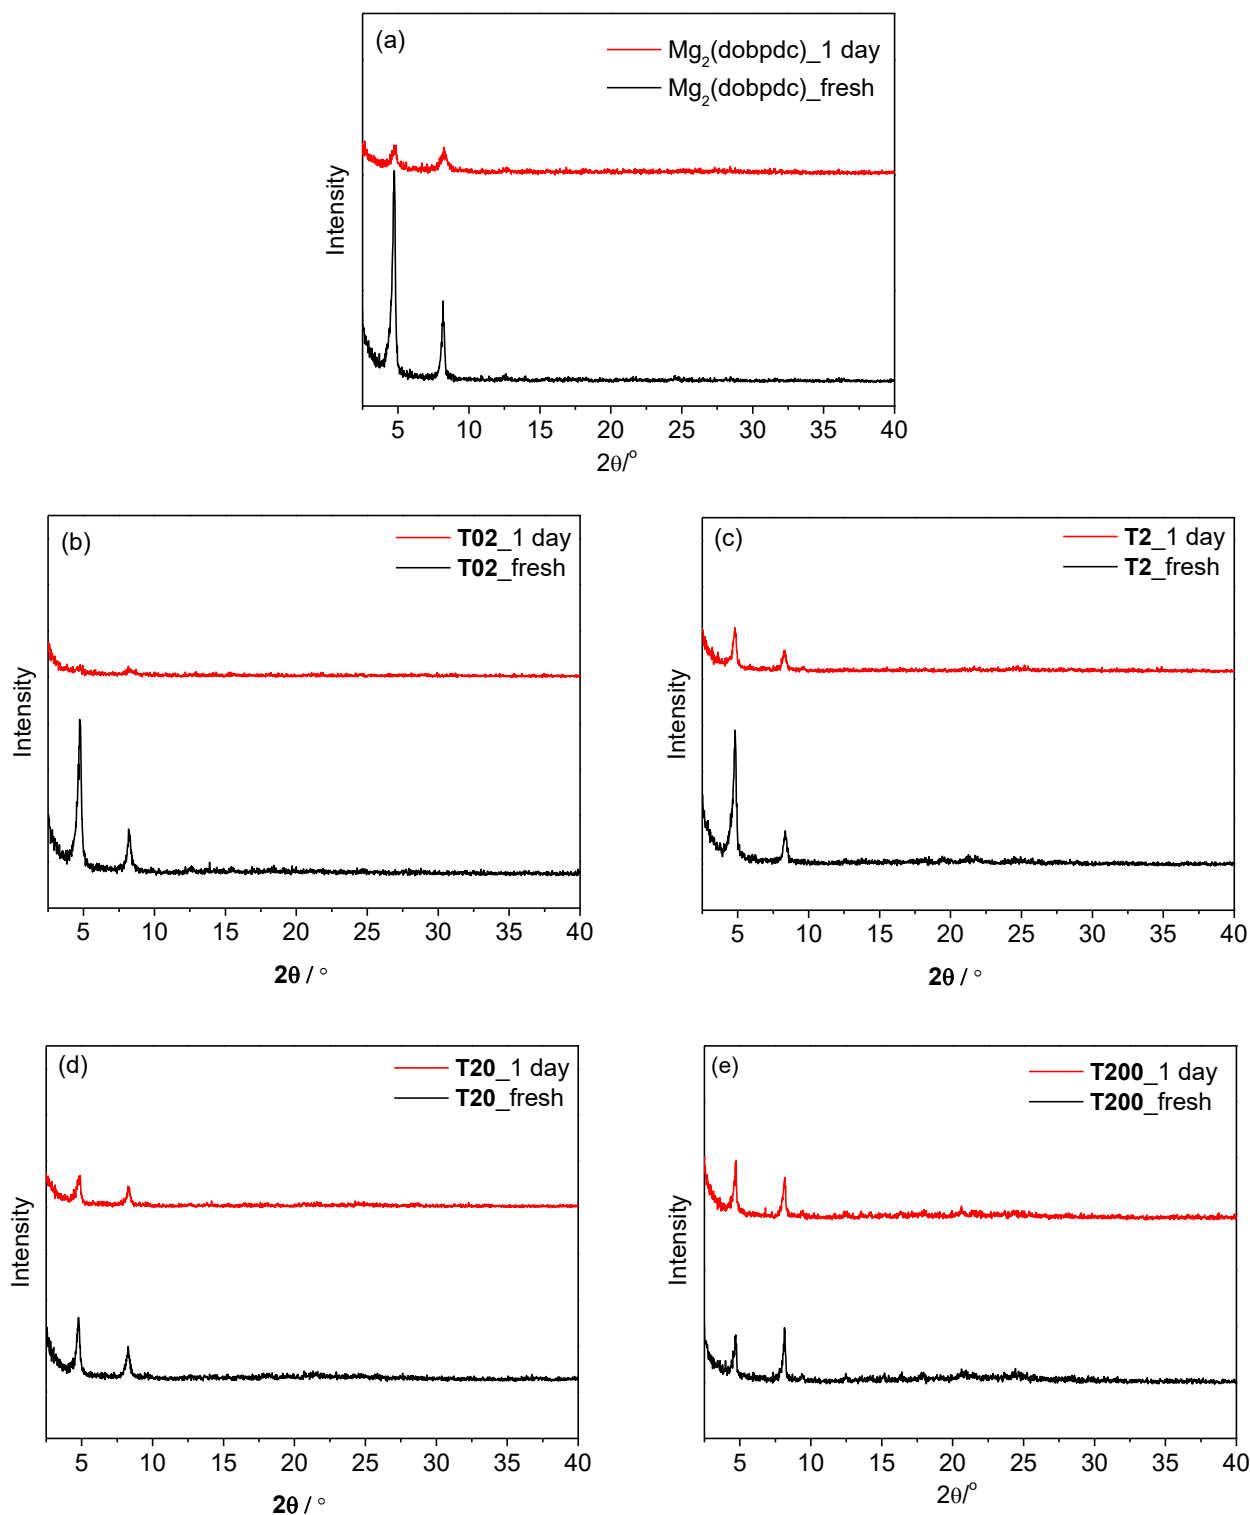 (a)
Mg2(dobpdc)_1 day
Mg2(dobpdc)_fresh
Intensity
5 10 15 20 25 30 35 40
2θ/°
(b)
T02_1 day
T02_fresh
Intensity
5 10 15 20 25 30 35 40
2θ / °
(c)
T2_1 day
T2_fresh
Intensity
5 10 15 20 25 30 35 40
2θ / °
(d)
T20_1 day
T20_fresh
Intensity
5 10 15 20 25 30 35 40
2θ / °
(e)
T200_1 day
T200_fresh
Intensity
5 10 15 20 25 30 35 40
2θ/°